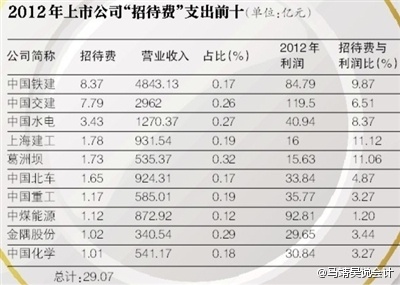 2012年上市公司“招待费”支出前十(单位:亿元)
公司简称 招待费 营业收入 占比(%) 2012年利润 招待费与利润比(%)
中国铁建 8.37 4843.13 0.17 84.79 9.87
中国交建 7.79 2962 0.26 119.5 6.51
中国水电 3.43 1270.37 0.27 40.94 8.37
上海建工 1.78 931.54 0.19 16 11.12
葛洲坝 1.73 535.37 0.32 15.63 11.06
中国北车 1.65 924.31 0.17 33.84 4.87
中国重工 1.17 585.01 0.19 35.77 3.27
中煤能源 1.12 872.92 0.12 92.81 1.20
金隅股份 1.02 340.54 0.29 29.65 3.44
中国化学 1.01 541.17 0.18 30.84 3.27
总计:29.07
@马靖昊说会计